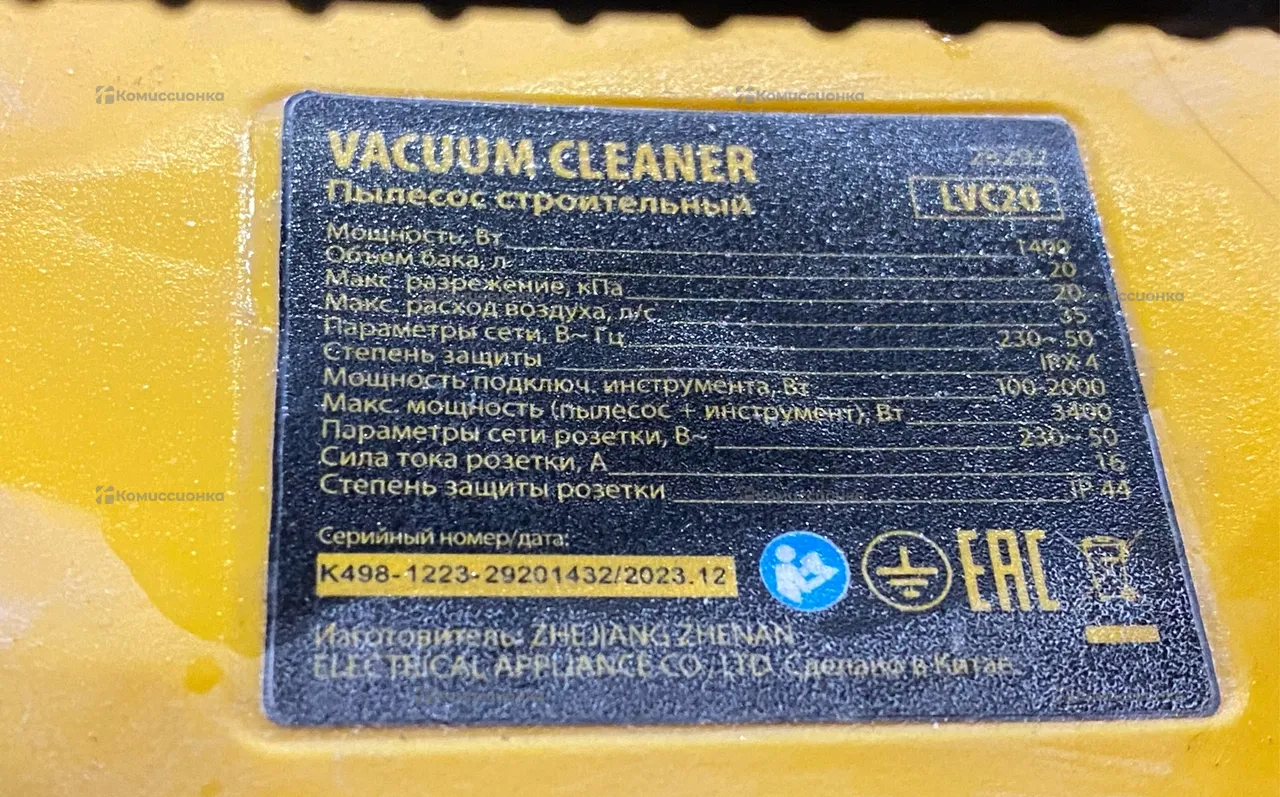 Комиссионка
Комиссионка
VACUUM CLEANER
Пылесос строительный
LVC20
Мощность, Вт 1400
Объем бака, л 20
Макс. разрежение, кПа 20
Макс. расход воздуха, л/с 35
Параметры сети, В~ Гц 230~ 50
Степень защиты IPX 4
Мощность подключ. инструмента, Вт 100-2000
Макс. мощность (пылесос + инструмент), Вт 3400
Параметры сети розетки, В~ 230~ 50
Сила тока розетки, А 16
Степень защиты розетки IP 44
Комиссионка
Серийный номер/дата:
K498-1223-29201432/2023.12
EAC
Изготовитель: ZHEJIANG ZHENAN
ELECTRICAL APPLIANCE CO., LTD. Сделано в Китае.